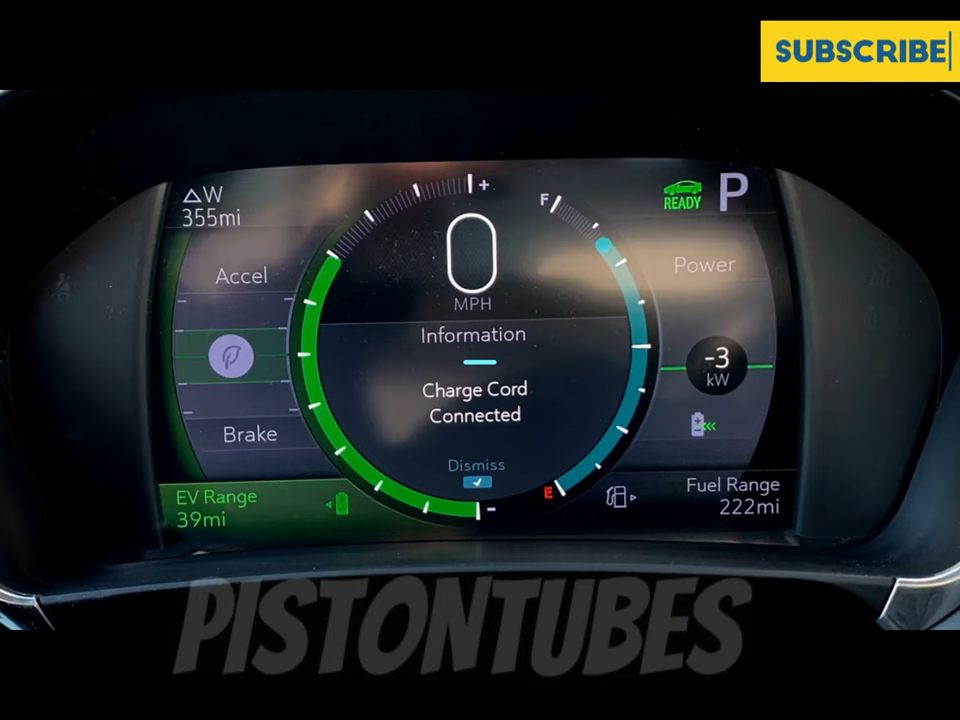 SUBSCRIBE
△W
355mi
Accel
Brake
EV Range
39mi
+
0
MPH
Information
Charge Cord
Connected
Dismiss
-
F
E
READY
P
Power
-3
kW
Fuel Range
222mi
PISTONTUBES